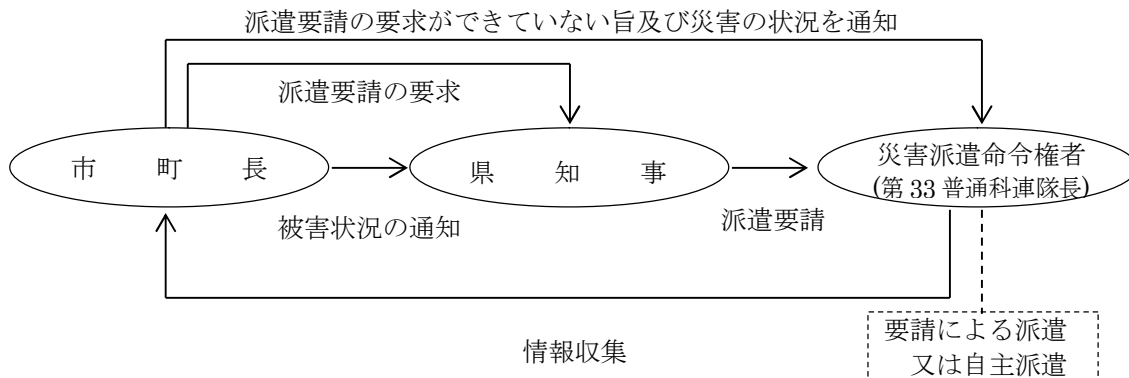 派遣要請の要求ができていない旨及び災害の状況を通知
派遣要請の要求
市 町 長
県 知 事
災害派遣命令権者
(第 33 普通科連隊長)
被害状況の通知
派遣要請
情報収集
要請による派遣
又は自主派遣